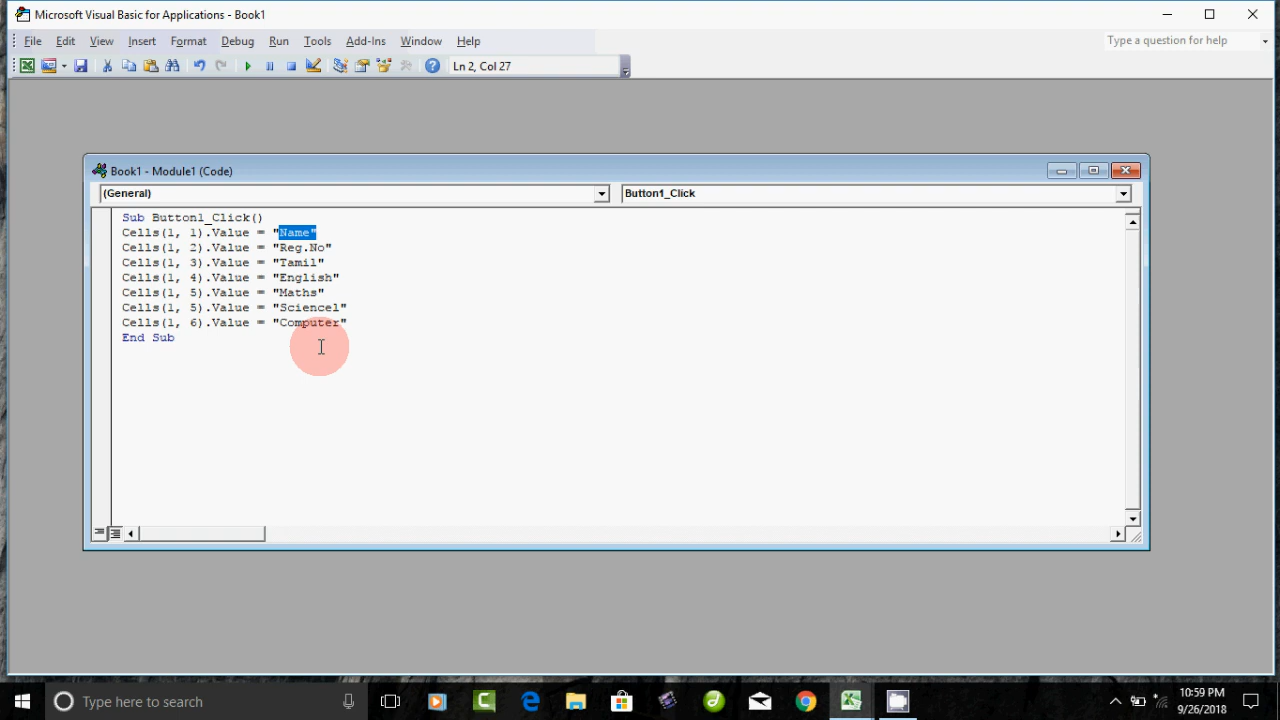 Microsoft Visual Basic for Applications - Book1
File Edit View Insert Format Debug Run Tools Add-Ins Window Help Type a question for help
Ln 2, Col 27
Book1 - Module1 (Code)
(General) Button1_Click
Sub Button1_Click()
Cells(1, 1).Value = "Name"
Cells(1, 2).Value = "Reg.No"
Cells(1, 3).Value = "Tamil"
Cells(1, 4).Value = "English"
Cells(1, 5).Value = "Maths"
Cells(1, 5).Value = "Sciencel"
Cells(1, 6).Value = "Computer"
End Sub
Type here to search
10:59 PM
9/26/2018